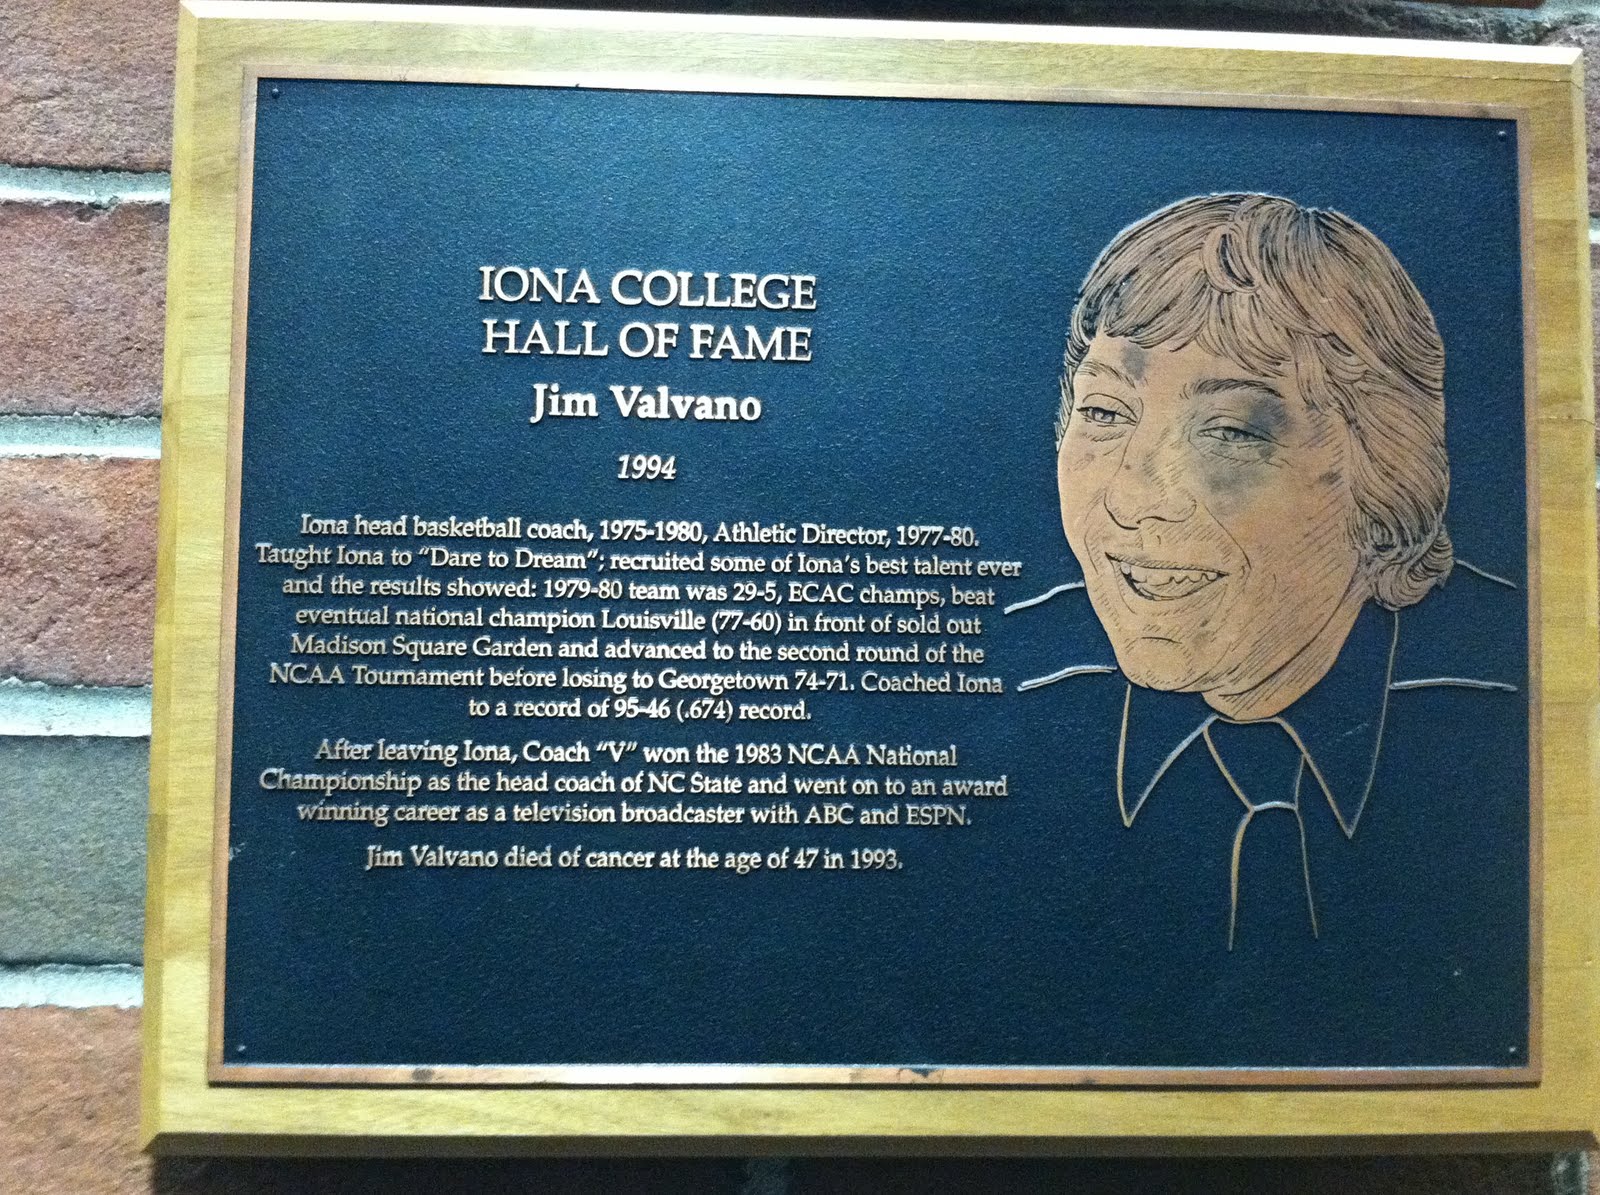 IONA COLLEGE
HALL OF FAME
Jim Valvano
1994
Iona head basketball coach, 1975-1980, Athletic Director, 1977-80.
Taught Iona to “Dare to Dream”; recruited some of Iona’s best talent ever
and the results showed: 1979-80 team was 29-5, ECAC champs, beat
eventual national champion Louisville (77-60) in front of sold out
Madison Square Garden and advanced to the second round of the
NCAA Tournament before losing to Georgetown 74-71. Coached Iona
to a record of 95-46 (.674) record.
After leaving Iona, Coach “V” won the 1983 NCAA National
Championship as the head coach of NC State and went on to an award
winning career as a television broadcaster with ABC and ESPN.
Jim Valvano died of cancer at the age of 47 in 1993.